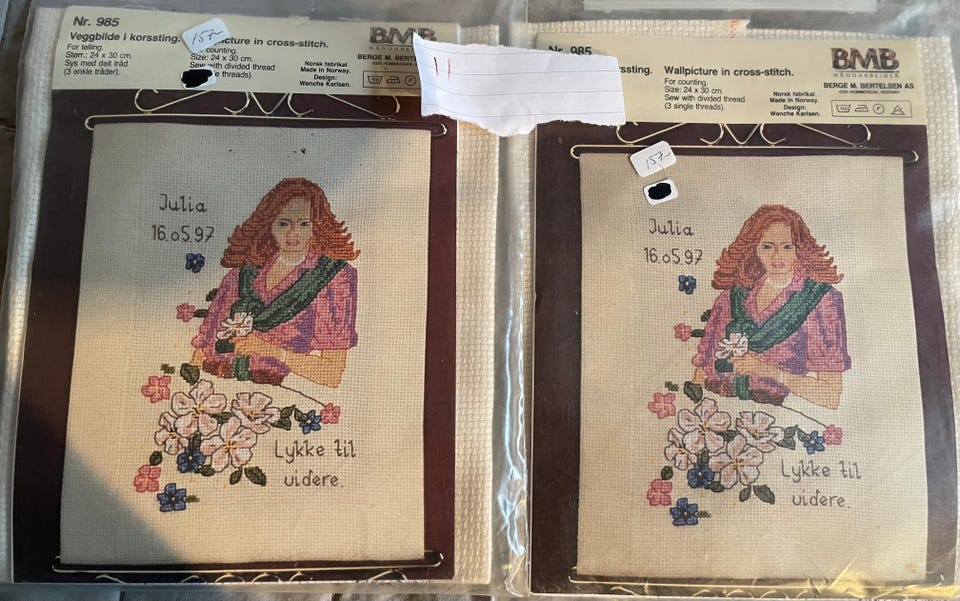 Nr. 985
Veggbilde i korssting.
For telling.
Størr.: 24 x 30 cm.
Sys med delt tråd
(3 enkle tråder).
157-
in cross-stitch.
counting.
Size: 24 x 30 cm.
Sew with divided thread
threads).
Norsk fabrikat
Made in Norway.
Design:
Wenche Karlsen.
BMB
HÅNDARBEIDER
BERGE M. BERTELSEN
Julia
16.05.97
Lykke til
videre.
Nr. 985
Wallpicture in cross-stitch.
For counting.
Size: 24 x 30 cm.
Sew with divided thread
(3 single threads).
Norsk fabrikat
Made in Norway.
Design:
Wenche Karlsen.
BMB
HÅNDARBEIDER
BERGE M. BERTELSEN AS
157-
Julia
16.05.97
Lykke til
videre.